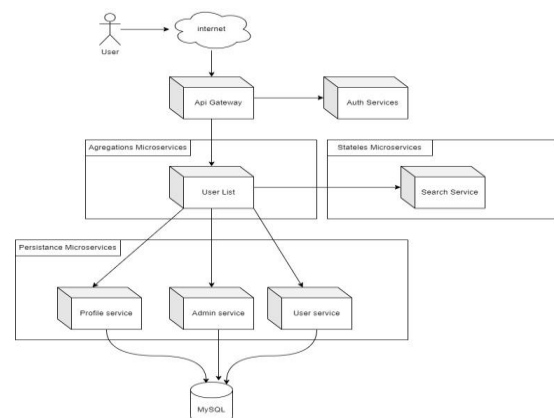 internet
User
Api Gateway
Auth Services
Agregations Microservices
Stateles Microservices
User List
Search Service
Persistance Microservices
Profile service
Admin service
User service
MySQL